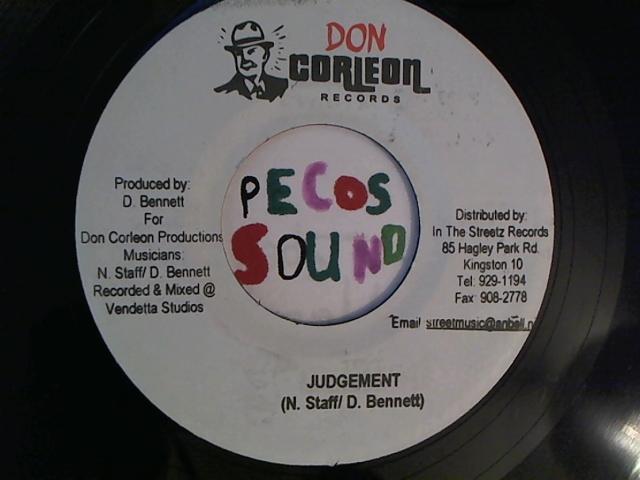 DON
CORLEON
RECORDS
Produced by:
D. Bennett
For
Don Corleon Productions
Musicians:
N. Staff/ D. Bennett
Recorded & Mixed @
Vendetta Studios
PECOS
SOUND
Distributed by:
In The Streetz Records
85 Hagley Park Rd.
Kingston 10
Tel: 929-1194
Fax: 908-2778
Email
JUDGEMENT
(N. Staff/ D. Bennett)